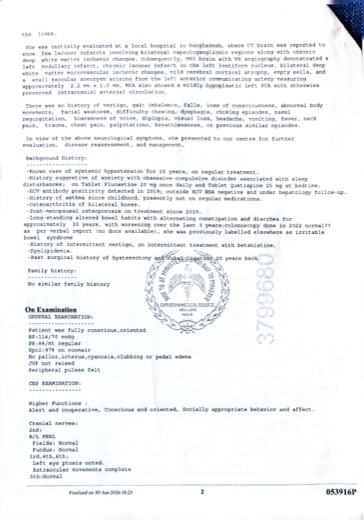 the limbs.
She was initially evaluated at a local hospital in Bangladesh, where CT brain was reported to
show few lacunar infarcts involving bilateral capsuloganglionic regions along with chronic
deep white matter ischemic changes. Subsequently, MRI brain with MR angiography demonstrated a
left medullary infarct, chronic lacunar infarct in the left lentiform nucleus, bilateral deep
white matter microvascular ischemic changes, mild cerebral cortical atrophy, empty sella, and
a small saccular aneurysm arising from the left anterior communicating artery measuring
approximately 2.2 mm x 1.0 mm. MRA also showed a mildly hypoplastic left PCA with otherwise
preserved intracranial arterial circulation.
There was no history of vertigo, gait imbalance, falls, loss of consciousness, abnormal body
movements, facial weakness, difficulty chewing, dysphagia, choking episodes, nasal
regurgitation, hoarseness of voice, diplopia, visual loss, headache, vomiting, fever, neck
pain, trauma, chest pain, palpitations, breathlessness, or previous similar episodes.
In view of the above neurological symptoms, she presented to our centre for further
evaluation, disease reassessment, and management.
Background History:
-Known case of systemic hypertension for 15 years, on regular treatment.
-History suggestive of anxiety with obsessive-compulsive disorder associated with sleep
disturbances; on Tablet Fluoxetine 20 mg once daily and Tablet Quetiapine 25 mg at bedtime.
-HCV antibody positivity detected in 2019; outside HCV RNA negative and under hepatology follow-up.
-History of asthma since childhood, presently not on regular medications.
-Osteoarthritis of bilateral knees.
-Post-menopausal osteoporosis on treatment since 2019.
-Long-standing altered bowel habits with alternating constipation and diarrhea for
approximately 10 years, with worsening over the last 3 years;colonoscopy done in 2022 normal??
as per verbal report (no docs available), she was previously labelled elsewhere as irritable
bowel syndrome
-History of intermittent vertigo, on intermittent treatment with betahistine.
-Dyslipidemia.
-Past surgical history of hysterectomy and tubal ligation 20 years back.
Family history:
No similar family history
On Examination
GENERAL EXAMINATION:
Patient was fully conscious,oriented
BP:114/70 mmHg
PR:88/mt regular
Spo2:97% on roomair
No pallor,icterus,cyanosis,clubbing or pedal edema
JVP not raised
Peripheral pulses felt
CNS EXAMINATION:
Higher Functions :
Alert and cooperative, Conscious and oriented, Socially appropriate behavior and affect.
Cranial nerves:
2nd:
B/L PERL
Fields: Normal
Fundus: Normal
3rd,4th,6th:
Left eye ptosis noted.
Extraocular movements complete
5th:Normal
3799680
Finalised on: 07-Jun-2026 18:23
2
053916P